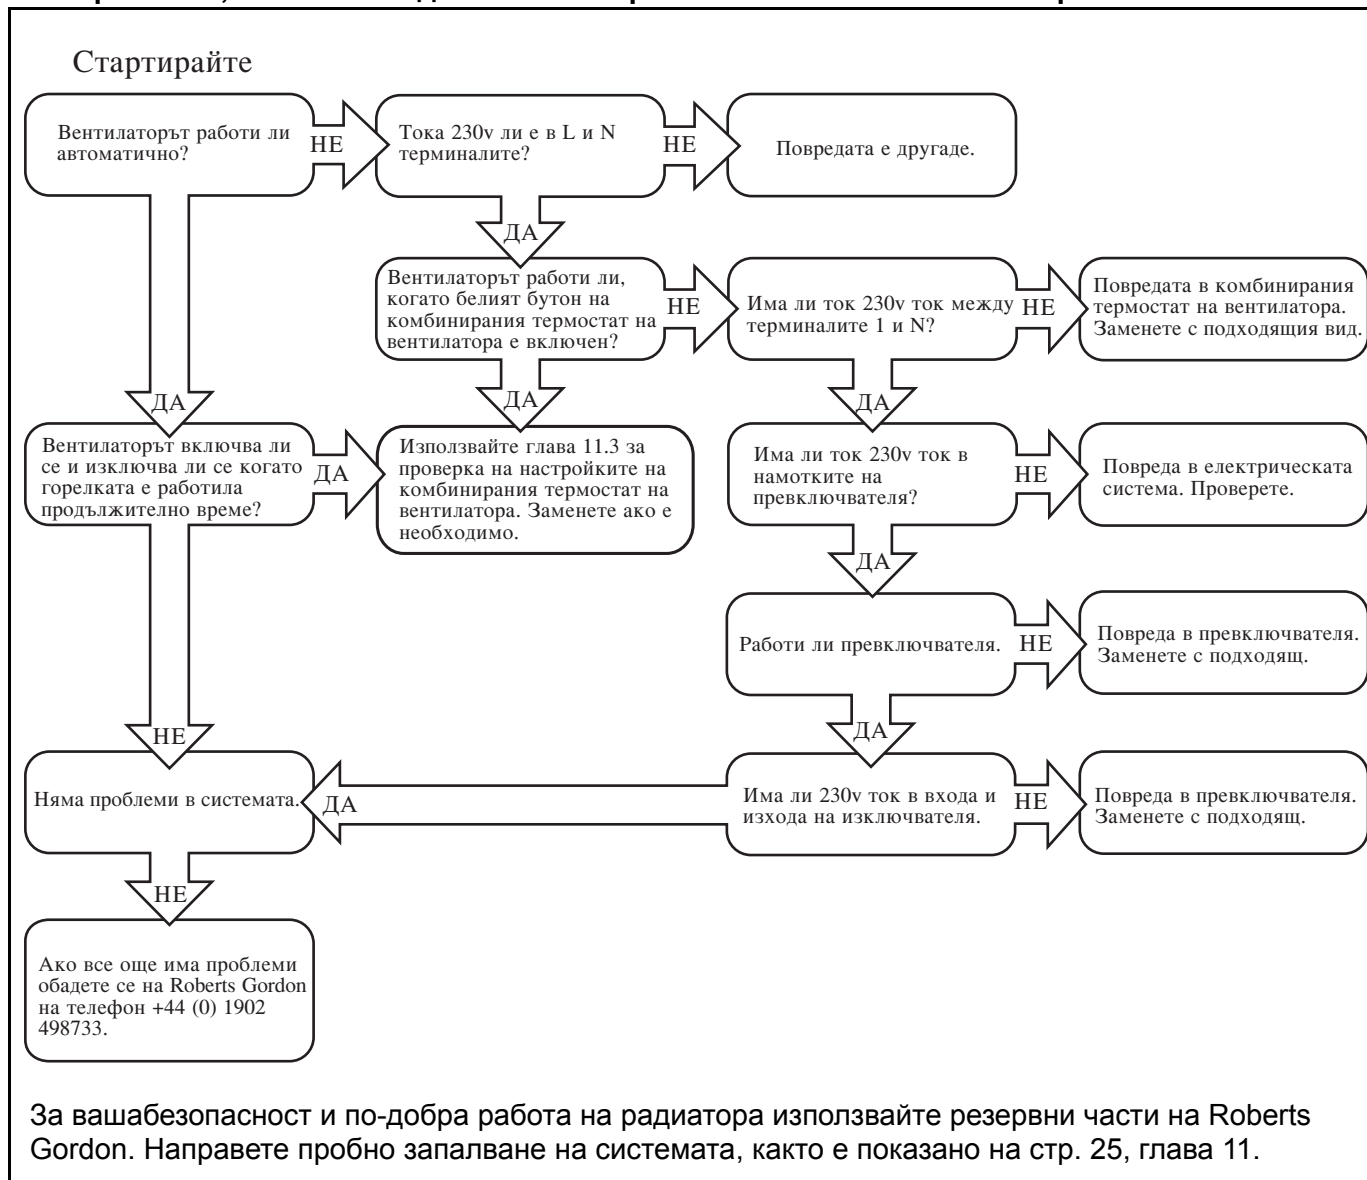 Стартирайте
Вентилаторът работи ли
автоматично?
НЕ
Тока 230v ли е в L и N
терминалите?
НЕ
Повредата е другаде.
ДА
Вентилаторът работи ли,
когато белият бутон на
комбинирания термостат на
вентилатора е включен?
НЕ
Има ли ток 230v ток между
терминалите 1 и N?
НЕ
Повредата в комбинирания
термостат на вентилатора.
Заменете с подходящия вид.
ДА
ДА
ДА
Вентилаторът включва ли
се и изключва ли се когато
горелката е работила
продължително време?
ДА
Използвайте глава 11.3 за
проверка на настройките на
комбинирания термостат на
вентилатора. Заменете ако е
необходимо.
Има ли ток 230v ток в
намотките на
превключвателя?
НЕ
Повреда в електрическата
система. Проверете.
ДА
Работи ли превключвателя.
НЕ
Повреда в превключвателя.
Заменете с подходящ.
НЕ
ДА
Няма проблеми в системата.
ДА
Има ли 230v ток в входа и
изхода на изключвателя.
НЕ
Повреда в превключвателя.
Заменете с подходящ.
НЕ
Ако все още има проблеми
обадете се на Roberts Gordon
на телефон +44 (0) 1902
498733.
За вашабезопасност и по-добра работа на радиатора използвайте резервни части на Roberts
Gordon. Направете пробно запалване на системата, както е показано на стр. 25, глава 11.